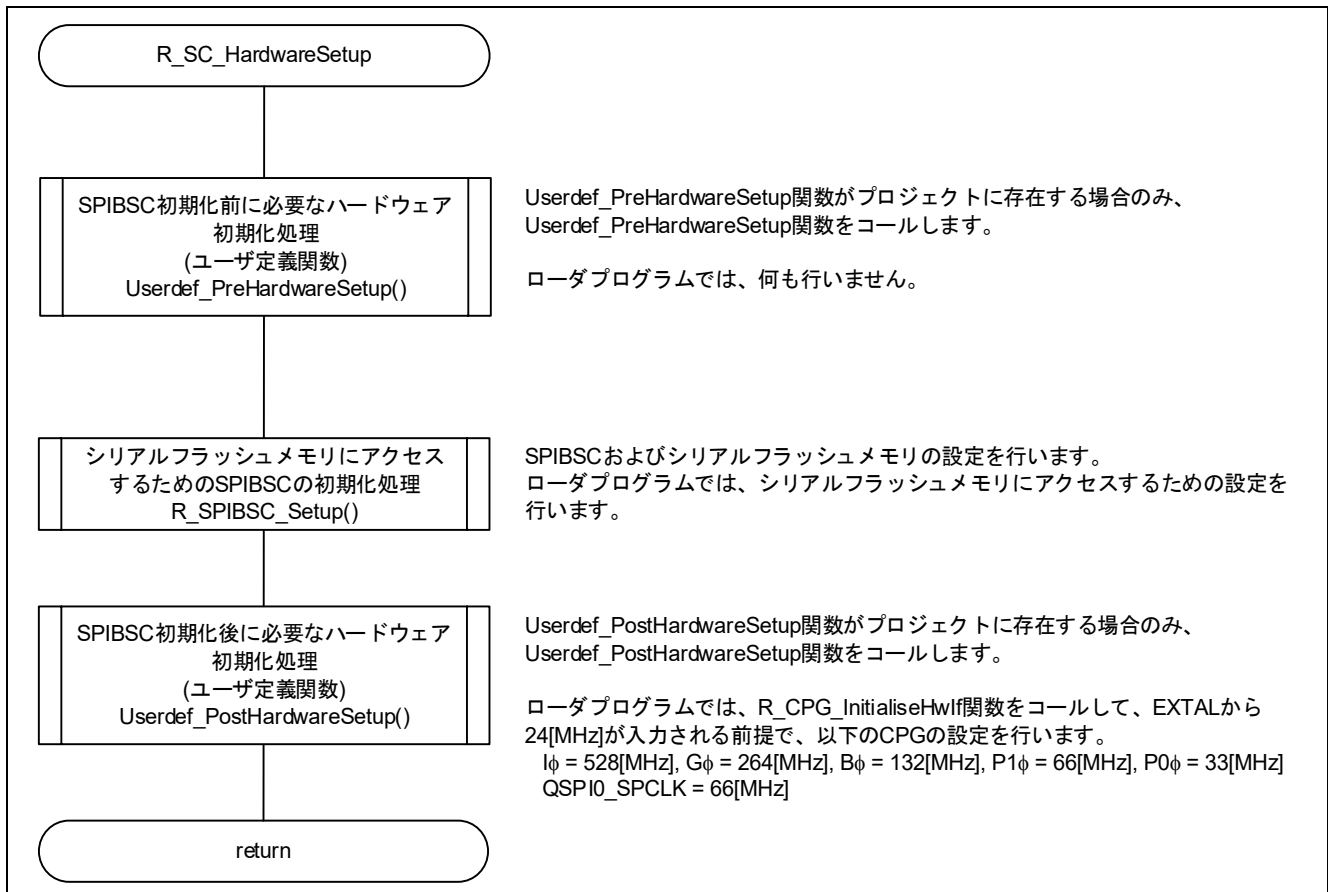 R_SC_HardwareSetup
SPIBSC初期化前に必要なハードウェア
初期化処理
(ユーザ定義関数)
Userdef_PreHardwareSetup()
Userdef_PreHardwareSetup関数がプロジェクトに存在する場合のみ、
Userdef_PreHardwareSetup関数をコールします。
ローダプログラムでは、何も行いません。
シリアルフラッシュメモリにアクセス
するためのSPIBSCの初期化処理
R_SPIBSC_Setup()
SPIBSCおよびシリアルフラッシュメモリの設定を行います。
ローダプログラムでは、シリアルフラッシュメモリにアクセスするための設定を
行います。
SPIBSC初期化後に必要なハードウェア
初期化処理
(ユーザ定義関数)
Userdef_PostHardwareSetup()
Userdef_PostHardwareSetup関数がプロジェクトに存在する場合のみ、
Userdef_PostHardwareSetup関数をコールします。
ローダプログラムでは、R_CPG_InitialiseHwIf関数をコールして、EXTALから
24[MHz]が入力される前提で、以下のCPGの設定を行います。
Iϕ = 528[MHz], Gϕ = 264[MHz], Bϕ = 132[MHz], P1ϕ = 66[MHz], P0ϕ = 33[MHz]
QSPI0_SPCLK = 66[MHz]
return